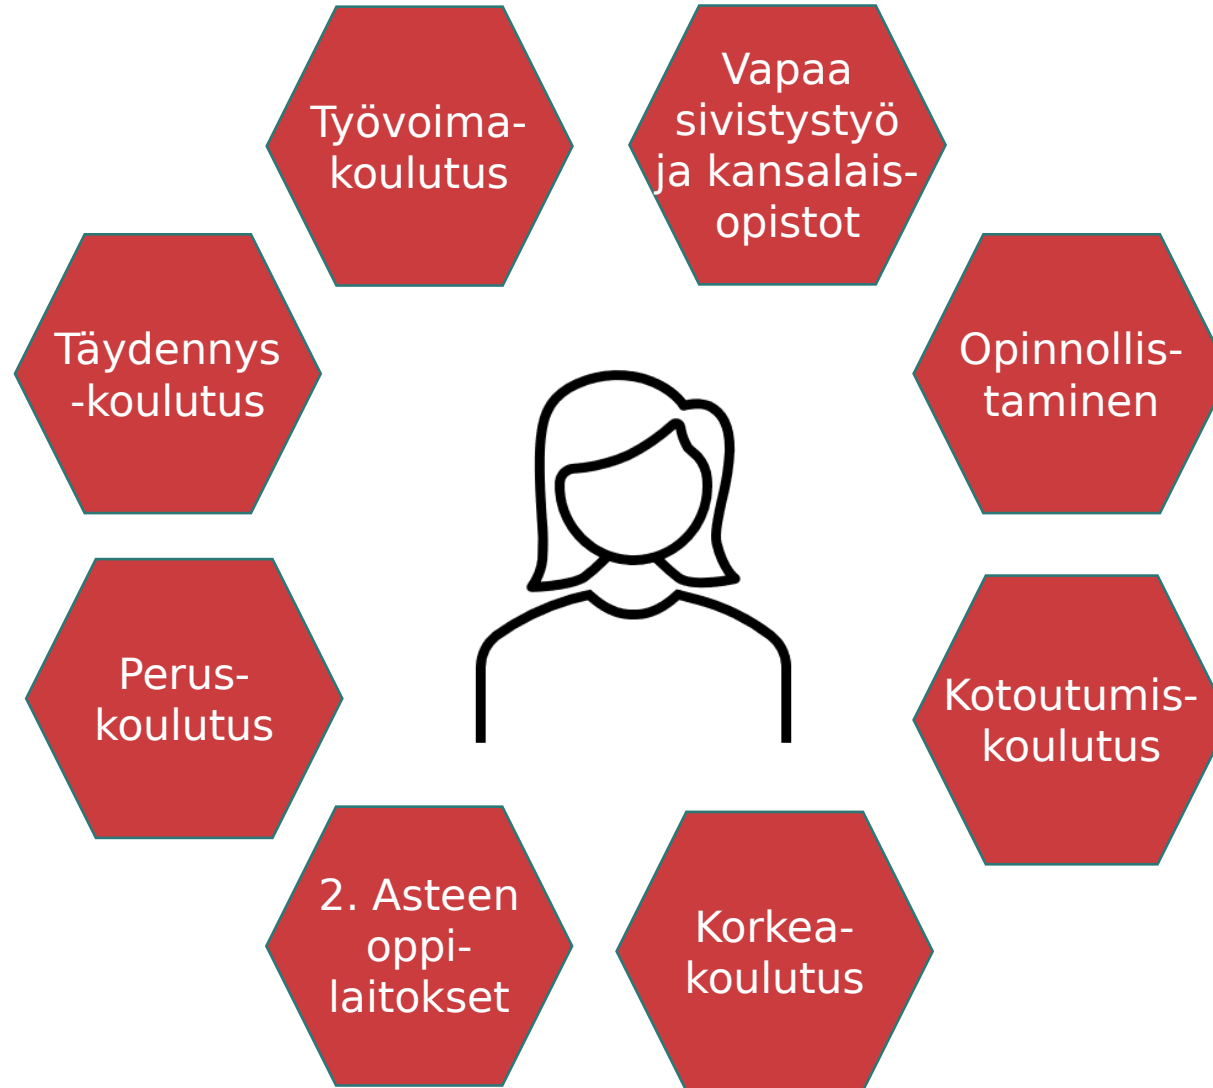 Työvoima-
koulutus
Vapaa
sivistystyö
ja kansalais-
opistot
Täydennys
-koulutus
Opinnollis-
taminen
Perus-
koulutus
Kotoutumis-
koulutus
2. Asteen
oppi-
laitokset
Korkea-
koulutus